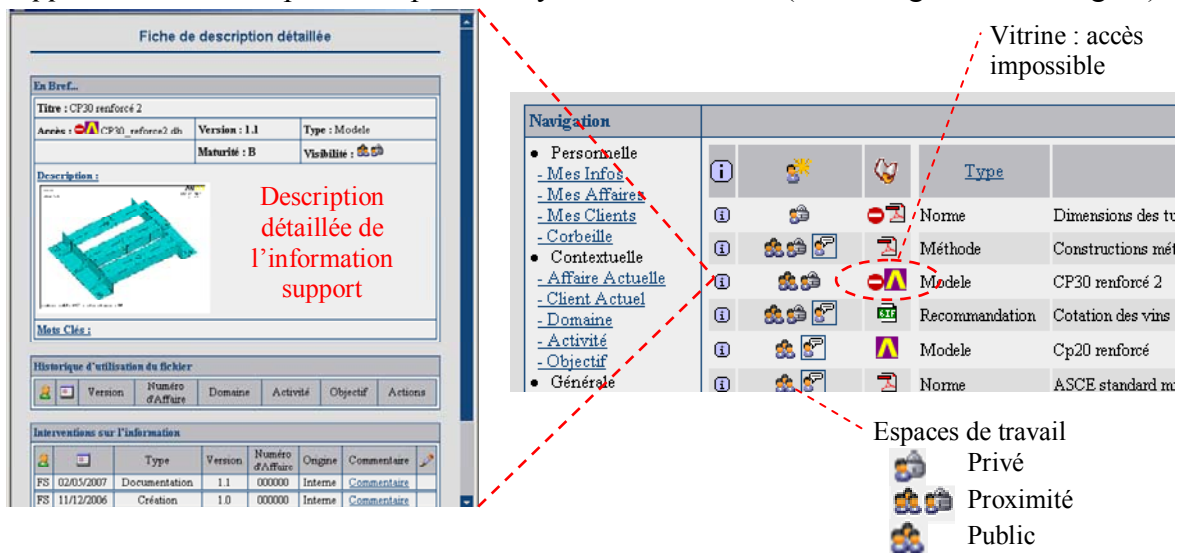 Vitrine : accès
impossible
Fiche de description détaillée
En Bref...
Titre : CP30 renforcé 2
Accès : CP30_reforce2.dh Version : 1.1 Type : Modele
Maturité : B Visibilité :
Description :
Description
détaillée de
l'information
support
Mots Clés :
Historique d'utilisation du fichier
Version Numéro d'Affaire Domaine Activité Objectif Actions
Interventions sur l'information
Type Version Numéro d'Affaire Origine Commentaire
FS 02/05/2007 Documentation 1.1 000000 Interne Commentaire
FS 11/12/2006 Création 1.0 000000 Interne Commentaire
Navigation
• Personnelle
- Mes Infos
- Mes Affaires
- Mes Clients
- Corbeille
• Contextuelle
- Affaire Actuelle
- Client Actuel
- Domaine
- Activité
- Objectif
• Générale
Type
Norme Dimensions des
Méthode Constructions
Modele CP30 renforcé 2
Recommandation Cotation des vins
Modele Cp20 renforcé
Norme ASCE standard
Espaces de travail
Privé
Proximité
Public